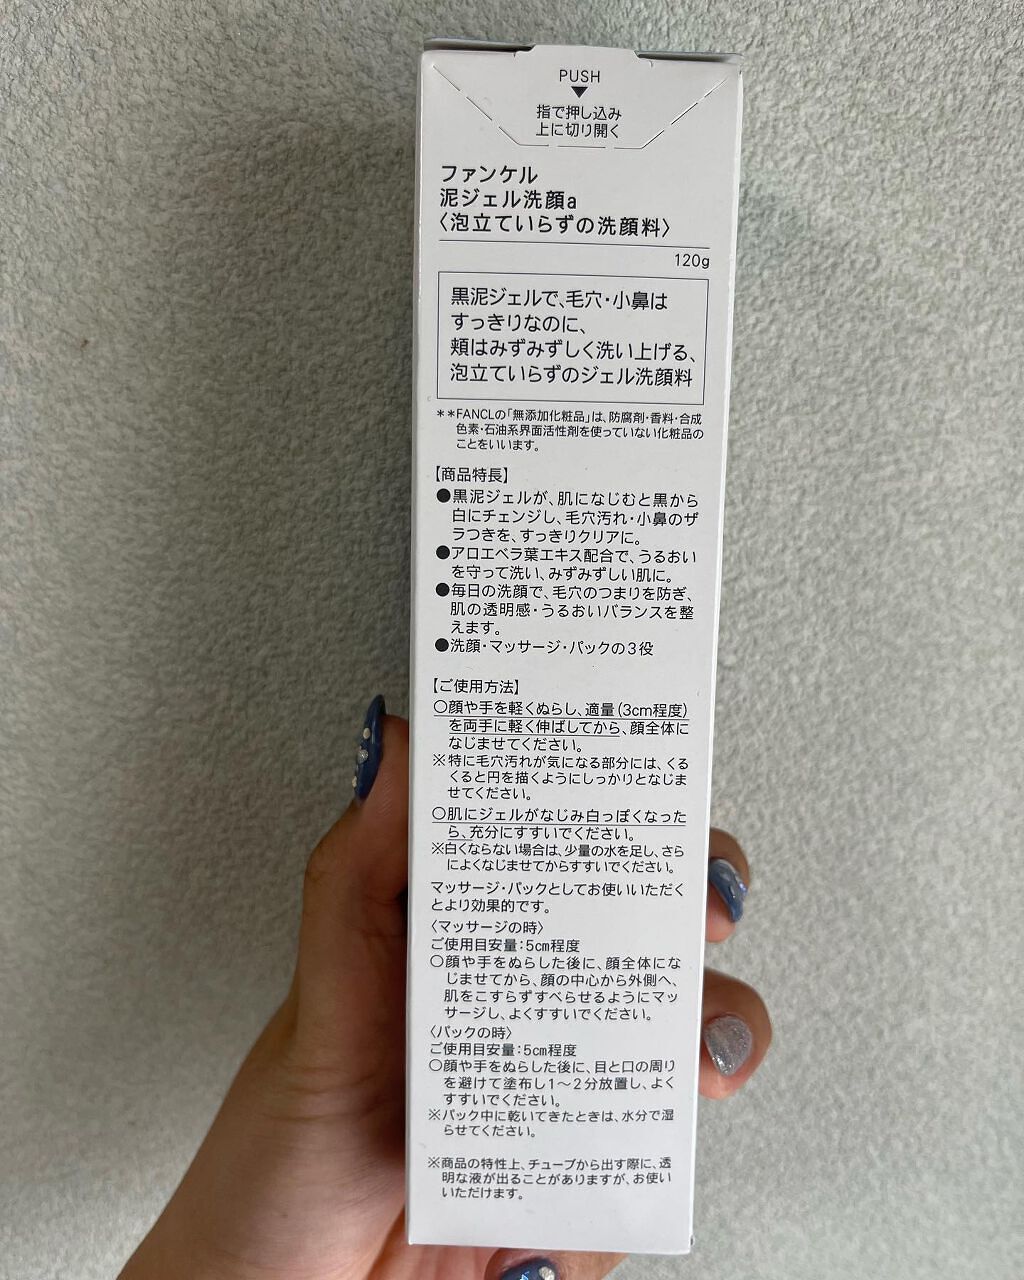 PUSH
▼
指で押し込み
上に切り開く
ファンケル
泥ジェル洗顔a
〈泡立ていらずの洗顔料〉
120g
黒泥ジェルで、毛穴・小鼻は
すっきりなのに、
頬はみずみずしく洗い上げる、
泡立ていらずのジェル洗顔料
＊＊FANCLの「無添加化粧品」は、防腐剤・香料・合成
色素・石油系界面活性剤を使っていない化粧品の
ことをいいます。
【商品特長】
●黒泥ジェルが、肌になじむと黒から
白にチェンジし、毛穴汚れ・小鼻のザ
ラつきを、すっきりクリアに。
●アロエベラ葉エキス配合で、うるおい
を守って洗い、みずみずしい肌に。
●毎日の洗顔で、毛穴のつまりを防ぎ、
肌の透明感・うるおいバランスを整
えます。
●洗顔・マッサージ・パックの3役
【ご使用方法】
○顔や手を軽くぬらし、適量（3cm程度）
を両手に軽く伸ばしてから、顔全体に
なじませてください。
※特に毛穴汚れが気になる部分には、くる
くると円を描くようにしっかりとなじま
せてください。
○肌にジェルがなじみ白っぽくなった
ら、充分にすすいでください。
※白くならない場合は、少量の水を足し、さら
によくなじませてからすすいでください。
マッサージ・パックとしてお使いいただく
とより効果的です。
〈マッサージの時〉
ご使用目安量：5cm程度
○顔や手をぬらした後に、顔全体にな
じませてから、顔の中心から外側へ、
肌をこすらずすべらせるようにマッ
サージし、よくすすいでください。
〈パックの時〉
ご使用目安量：5cm程度
○顔や手をぬらした後に、目と口の周り
を避けて塗布し1〜2分放置し、よく
すすいでください。
※パック中に乾いてきたときは、水分で湿
らせてください。
※商品の特性上、チューブから出す際に、透
明な液が出ることがありますが、お使い
いただけます。